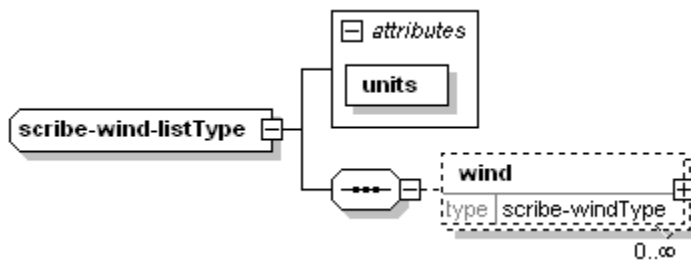 attributes
units
scribe-wind-listType
wind
type scribe-windType
0..∞